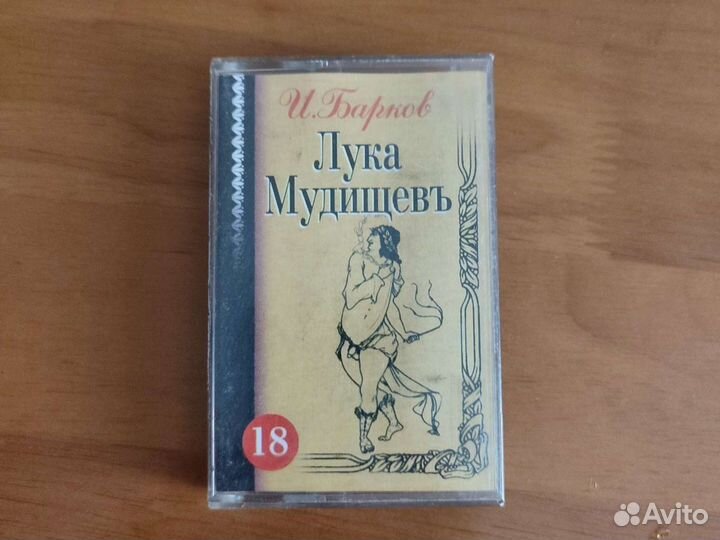 И. Барков
Лука
Мудищевъ
18
Avito